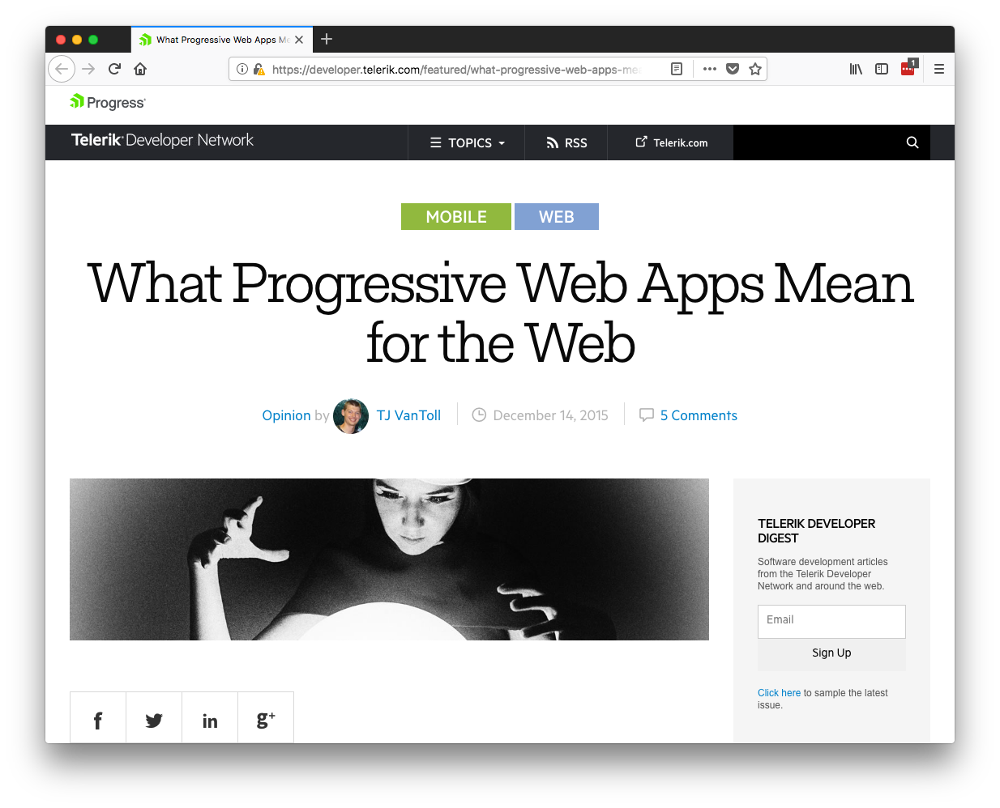 What Progressive Web Apps Me
1
https://developer.telerik.com/featured/what-progressive-web-apps-mea
Progress
Telerik Developer Network
TOPICS
RSS
Telerik.com
MOBILE
WEB
What Progressive Web Apps Mean
for the Web
Opinion by TJ VanToll
December 14, 2015
5 Comments
TELERIK DEVELOPER
DIGEST
Software development articles
from the Telerik Developer
Network and around the web.
Email
Sign Up
Click here to sample the latest
issue.
f
in
g+